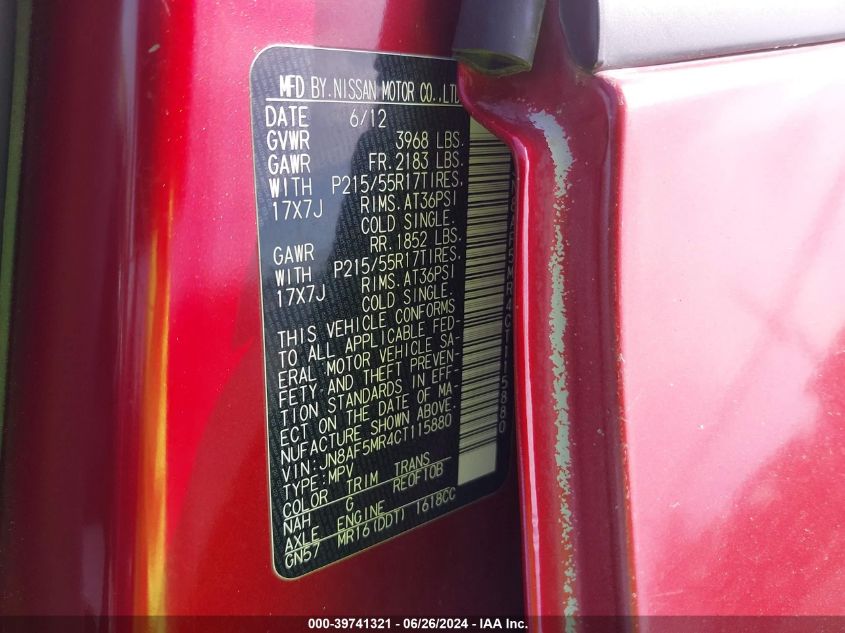 MFD BY.NISSAN MOTOR CO.,LTD
DATE 6/12
GVWR 3968 LBS.
GAWR FR.2183 LBS.
WITH P215/55R17TIRES.
17X7J RIMS.AT36PSI
COLD SINGLE.
GAWR RR.1852 LBS.
WITH P215/55R17TIRES.
17X7J RIMS.AT36PSI
COLD SINGLE.
THIS VEHICLE CONFORMS
TO ALL APPLICABLE FED-
ERAL MOTOR VEHICLE SA-
FETY AND THEFT PREVEN-
TION STANDARDS IN EFF-
ECT ON THE DATE OF MA-
NUFACTURE SHOWN ABOVE.
VIN:JN8AF5MR4CT115880
TYPE:MPV
COLOR TRIM TRANS
NAH G RE0F10B
AXLE ENGINE
GN57 MR16(DDT) 1618CC
JN8AF5MR4CT115880
000-39741321 - 06/26/2024 - IAA Inc.